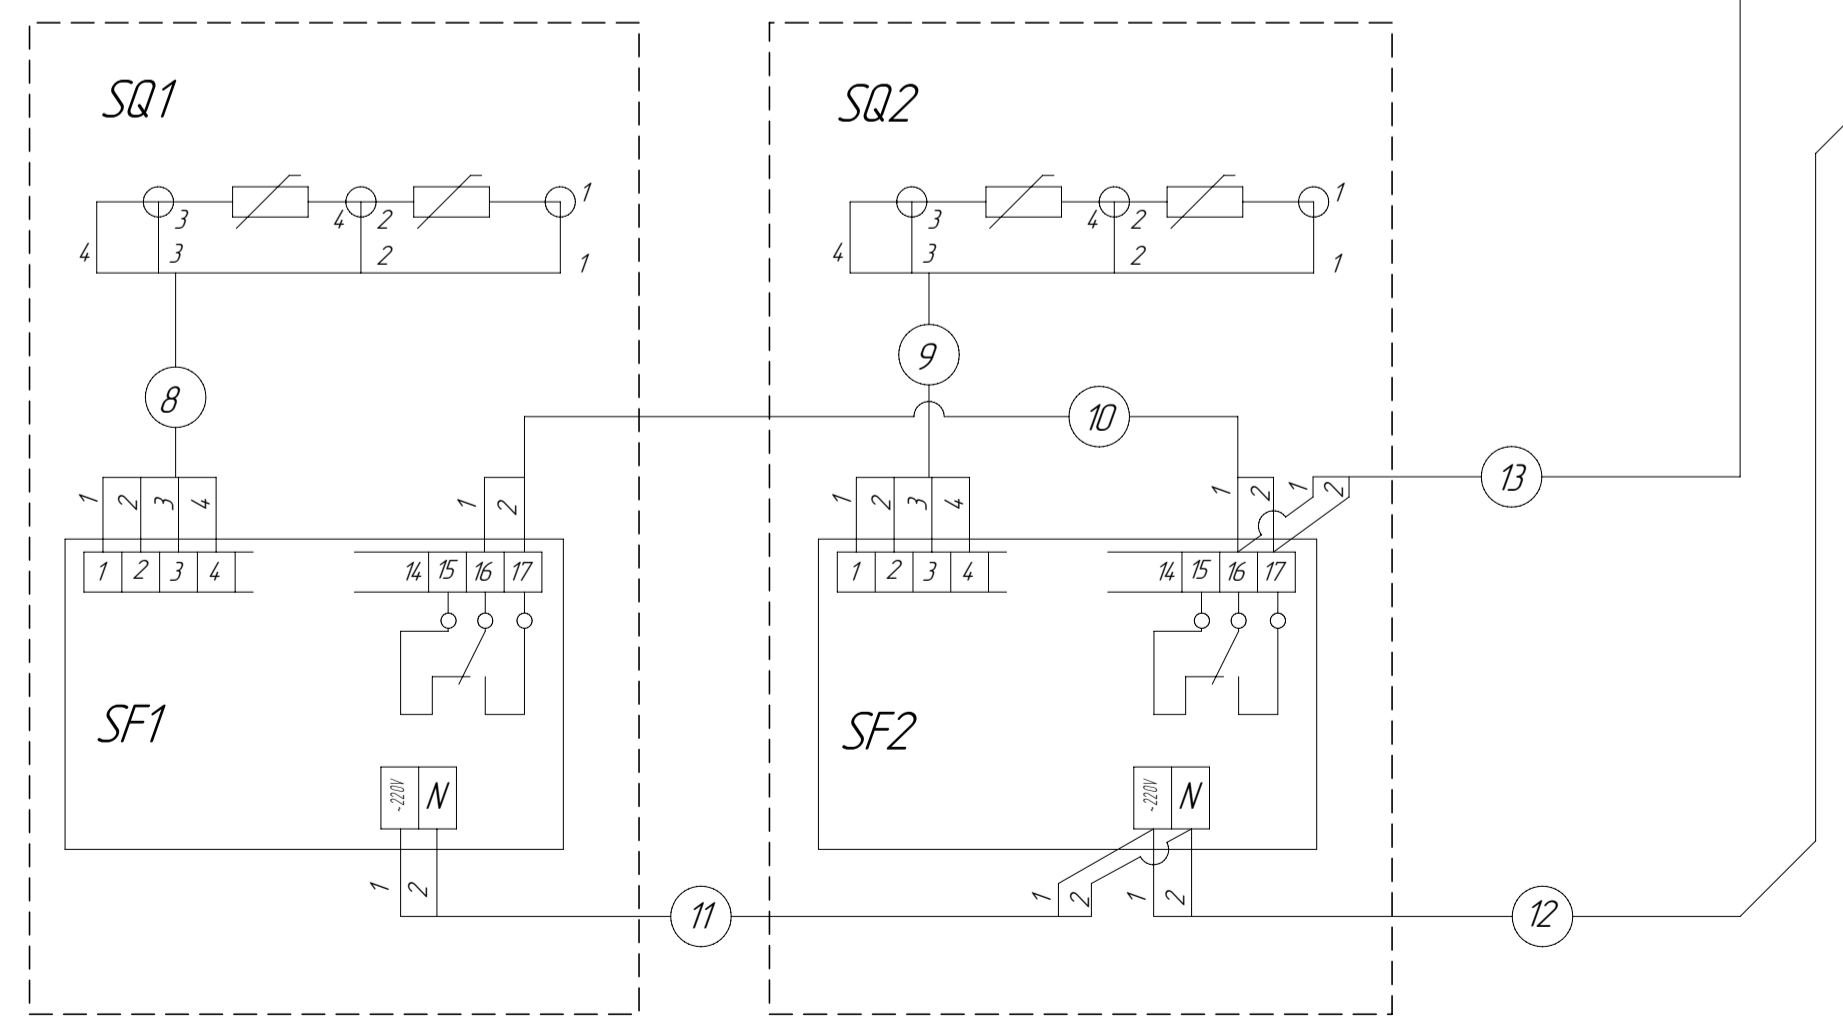 SQ1 SQ2
1 1
3 4 2 3 4 2
4 3 2 1 4 3 2 1
9
8 10
13
1 2 3 4 1 2 1 2 3 4 1 2 1 2
1 2 3 4 14 15 16 17 1 2 3 4 14 15 16 17
SF1 SF2
~220V N ~220V N
1 2 1 2 1 2
11 12